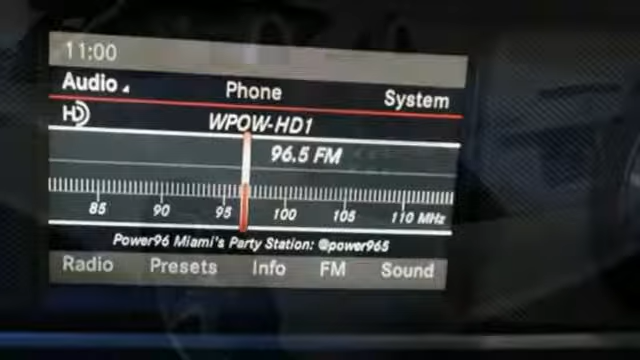 11:00
Audio Phone System
HD
WPOW-HD1
96.5 FM
85 90 95 100 105 110 MHz
Power96 Miami's Party Station: @power965
Radio Presets Info FM Sound